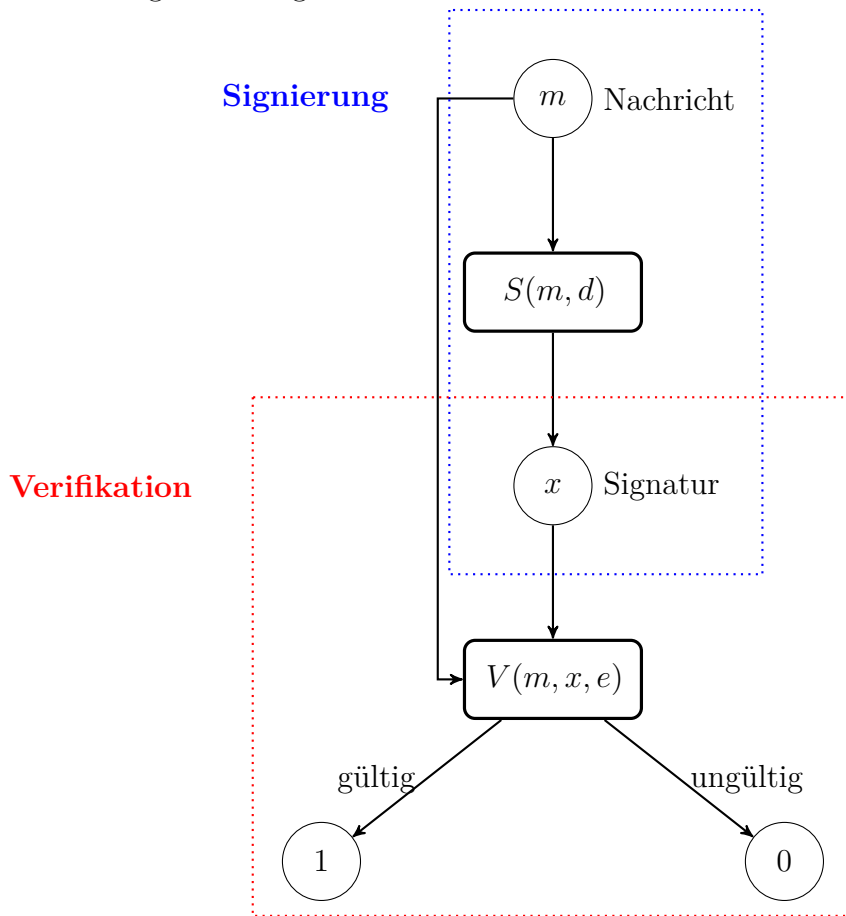 Signierung
m
Nachricht
S(m, d)
Verifikation
x
Signatur
V(m, x, e)
gültig
ungültig
1
0